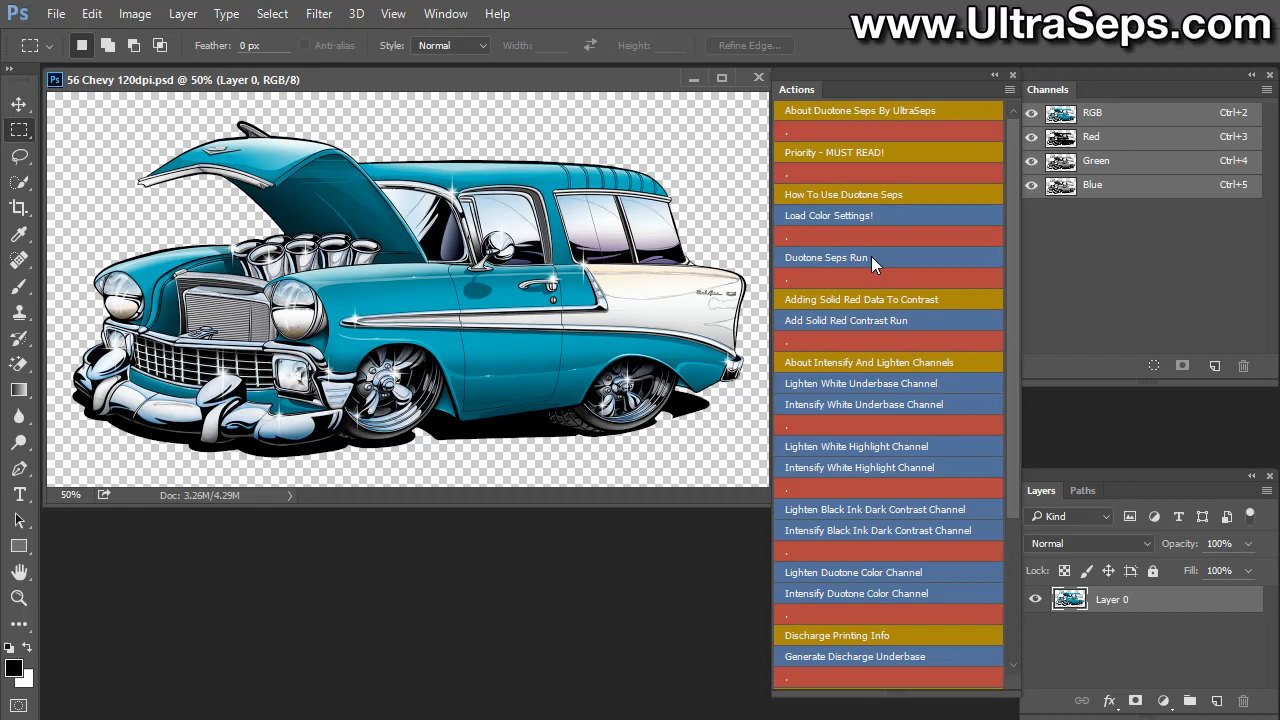 Ps File Edit Image Layer Type Select Filter 3D View Window Help
www.UltraSeps.com
Feather: 0 px Anti-alias Style: Normal Width: Height: Refine Edge...
Ps 56 Chevy 120dpi.psd @ 50% (Layer 0, RGB/8)
50% Doc: 3.26M/4.29M
Actions
About Duotone Seps By UltraSeps
.
Priority - MUST READ!
.
How To Use Duotone Seps
Load Color Settings!
.
Duotone Seps Run
.
Adding Solid Red Data To Contrast
Add Solid Red Contrast Run
.
About Intensify And Lighten Channels
Lighten White Underbase Channel
Intensify White Underbase Channel
.
Lighten White Highlight Channel
Intensify White Highlight Channel
.
Lighten Black Ink Dark Contrast Channel
Intensify Black Ink Dark Contrast Channel
.
Lighten Duotone Color Channel
Intensify Duotone Color Channel
.
Discharge Printing Info
Generate Discharge Underbase
.
Channels
RGB Ctrl+2
Red Ctrl+3
Green Ctrl+4
Blue Ctrl+5
Layers Paths
Kind
Normal Opacity: 100%
Lock: Fill: 100%
Layer 0